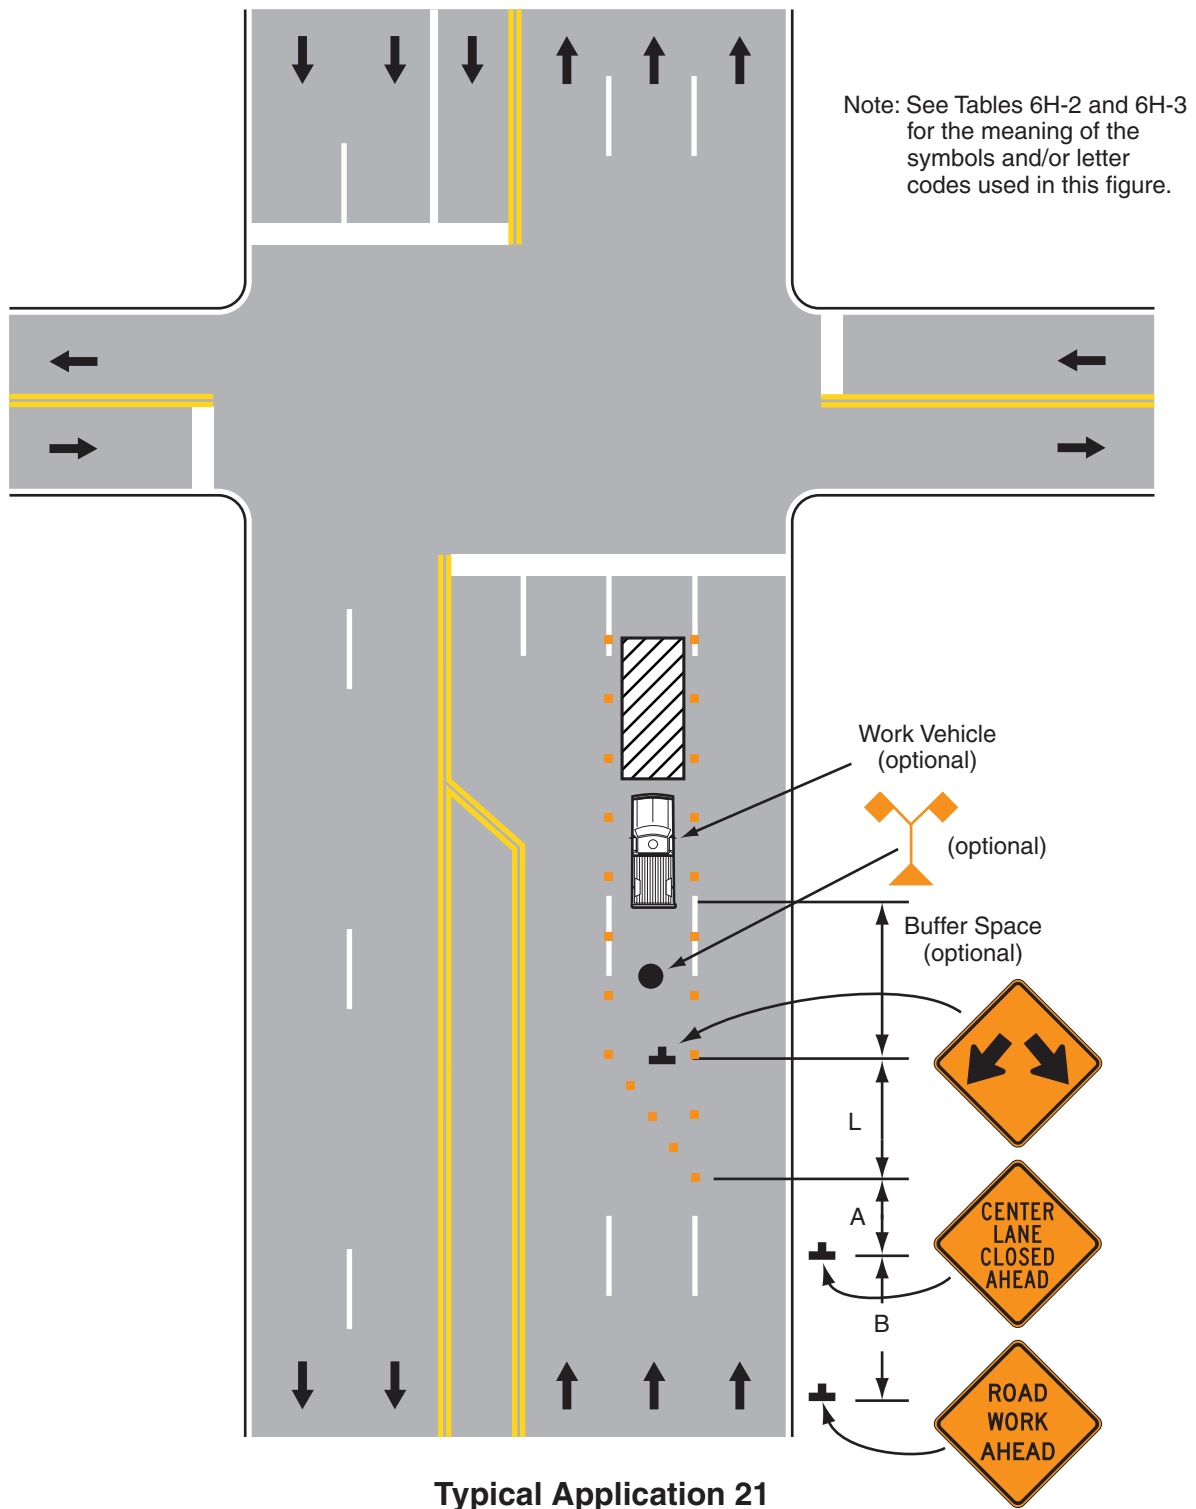 Note: See Tables 6H-2 and 6H-3
for the meaning of the
symbols and/or letter
codes used in this figure.
Work Vehicle
(optional)
(optional)
Buffer Space
(optional)
L
A
CENTER
LANE
CLOSED
AHEAD
B
ROAD
WORK
AHEAD
Typical Application 21